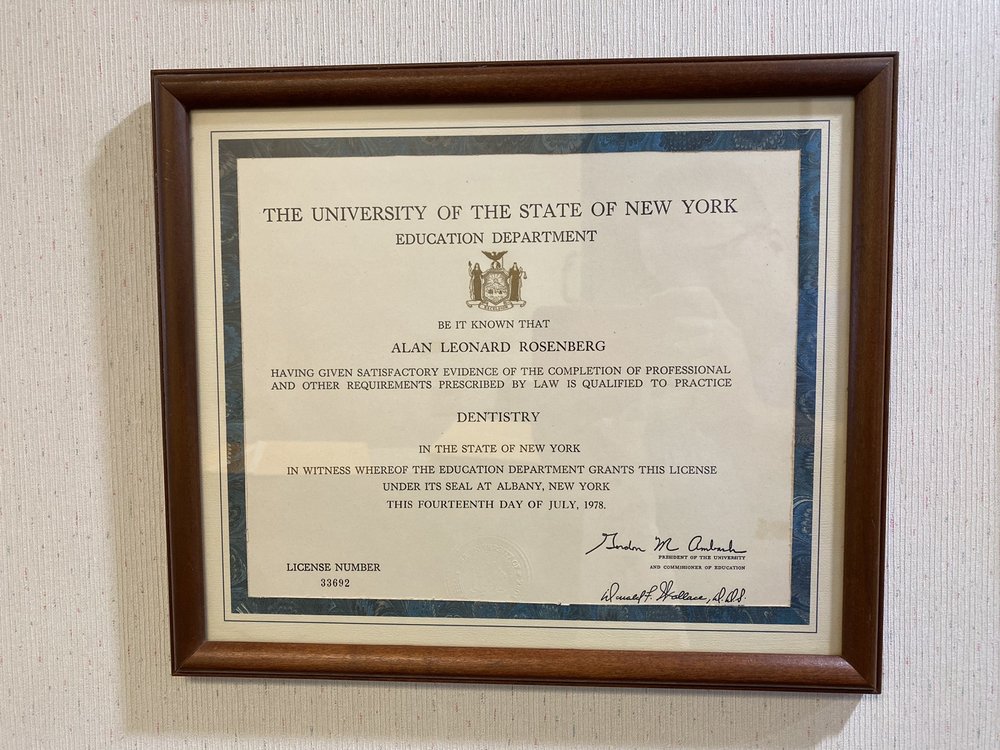 THE UNIVERSITY OF THE STATE OF NEW YORK
EDUCATION DEPARTMENT
BE IT KNOWN THAT
ALAN LEONARD ROSENBERG
HAVING GIVEN SATISFACTORY EVIDENCE OF THE COMPLETION OF PROFESSIONAL
AND OTHER REQUIREMENTS PRESCRIBED BY LAW IS QUALIFIED TO PRACTICE
DENTISTRY
IN THE STATE OF NEW YORK
IN WITNESS WHEREOF THE EDUCATION DEPARTMENT GRANTS THIS LICENSE
UNDER ITS SEAL AT ALBANY, NEW YORK
THIS FOURTEENTH DAY OF JULY, 1978.
Gordon M Ambach
PRESIDENT OF THE UNIVERSITY
AND COMMISSIONER OF EDUCATION
LICENSE NUMBER
33692
Donald F. Wallace, D.D.S.